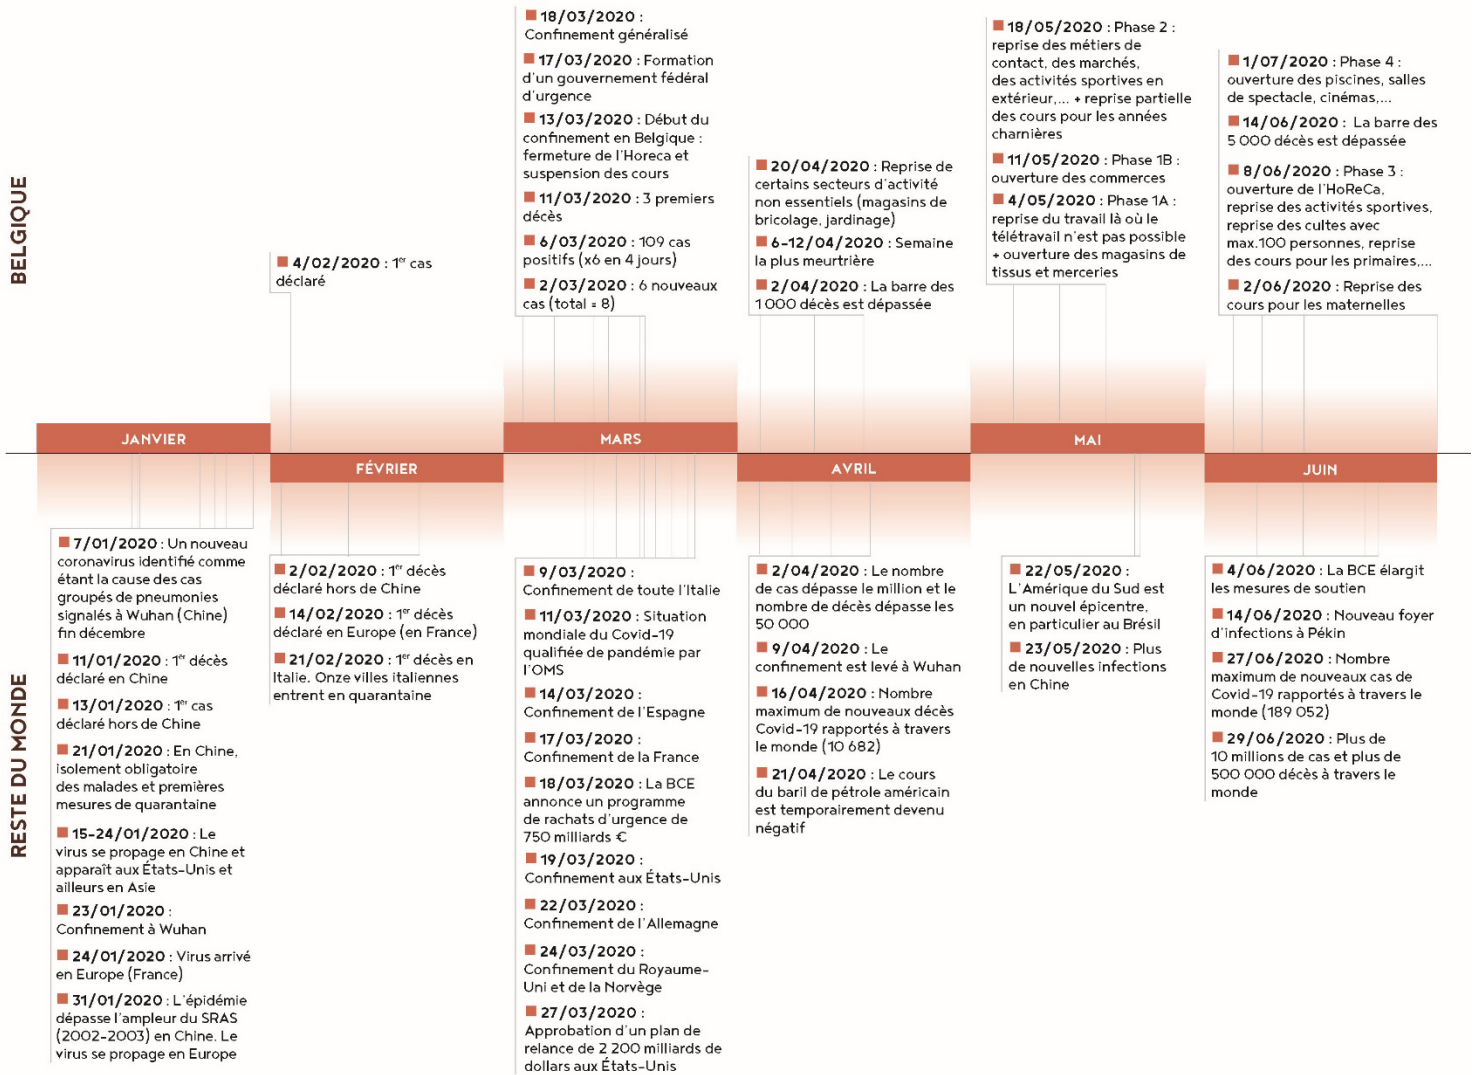 BELGIQUE
4/02/2020 : 1er cas
déclaré
18/03/2020 :
Confinement généralisé
17/03/2020 : Formation
d'un gouvernement fédéral
d'urgence
13/03/2020 : Début du
confinement en Belgique :
fermeture de l'Horeca et
suspension des cours
11/03/2020 : 3 premiers
décès
6/03/2020 : 109 cas
positifs (x6 en 4 jours)
2/03/2020 : 6 nouveaux
cas (total = 8)
20/04/2020 : Reprise de
certains secteurs d'activité
non essentiels (magasins de
bricolage, jardinage)
6-12/04/2020 : Semaine
la plus meurtrière
2/04/2020 : La barre des
1 000 décès est dépassée
18/05/2020 : Phase 2 :
reprise des métiers de
contact, des marchés,
des activités sportives en
extérieur,... + reprise partielle
des cours pour les années
charnières
11/05/2020 : Phase 1B :
ouverture des commerces
4/05/2020 : Phase 1A :
reprise du travail là où le
télétravail n'est pas possible
+ ouverture des magasins de
tissus et merceries
1/07/2020 : Phase 4 :
ouverture des piscines, salles
de spectacle, cinémas,...
14/06/2020 : La barre des
5 000 décès est dépassée
8/06/2020 : Phase 3 :
ouverture de l'HoReCa,
reprise des activités sportives,
reprise des cultes avec
max.100 personnes, reprise
des cours pour les primaires,...
2/06/2020 : Reprise des
cours pour les maternelles
JANVIER
FÉVRIER
MARS
AVRIL
MAI
JUIN
RESTE DU MONDE
7/01/2020 : Un nouveau
coronavirus identifié comme
étant la cause des cas
groupés de pneumonies
signalés à Wuhan (Chine)
fin décembre
11/01/2020 : 1er décès
déclaré en Chine
13/01/2020 : 1er cas
déclaré hors de Chine
21/01/2020 : En Chine,
isolement obligatoire
des malades et premières
mesures de quarantaine
15-24/01/2020 : Le
virus se propage en Chine et
apparaît aux États-Unis et
ailleurs en Asie
23/01/2020 :
Confinement à Wuhan
24/01/2020 : Virus arrivé
en Europe (France)
31/01/2020 : L'épidémie
dépasse l'ampleur du SRAS
(2002-2003) en Chine. Le
virus se propage en Europe
2/02/2020 : 1er décès
déclaré hors de Chine
14/02/2020 : 1er décès
déclaré en Europe (en France)
21/02/2020 : 1er décès en
Italie. Onze villes italiennes
entrent en quarantaine
9/03/2020 :
Confinement de toute l'Italie
11/03/2020 : Situation
mondiale du Covid-19
qualifiée de pandémie par
l'OMS
14/03/2020 :
Confinement de l'Espagne
17/03/2020 :
Confinement de la France
18/03/2020 : La BCE
annonce un programme
de rachats d'urgence de
750 milliards €
19/03/2020 :
Confinement aux États-Unis
22/03/2020 :
Confinement de l'Allemagne
24/03/2020 :
Confinement du Royaume-
Uni et de la Norvège
27/03/2020 :
Approbation d'un plan de
relance de 2 200 milliards de
dollars aux États-Unis
2/04/2020 : Le nombre
de cas dépasse le million et le
nombre de décès dépasse les
50 000
9/04/2020 : Le
confinement est levé à Wuhan
16/04/2020 : Nombre
maximum de nouveaux décès
Covid-19 rapportés à travers
le monde (10 682)
21/04/2020 : Le cours
du baril de pétrole américain
est temporairement devenu
négatif
22/05/2020 :
L'Amérique du Sud est
un nouvel épicentre,
en particulier au Brésil
23/05/2020 : Plus
de nouvelles infections
en Chine
4/06/2020 : La BCE élargit
les mesures de soutien
14/06/2020 : Nouveau foyer
d'infections à Pékin
27/06/2020 : Nombre
maximum de nouveaux cas de
Covid-19 rapportés à travers le
monde (189 052)
29/06/2020 : Plus de
10 millions de cas et plus de
500 000 décès à travers le
monde